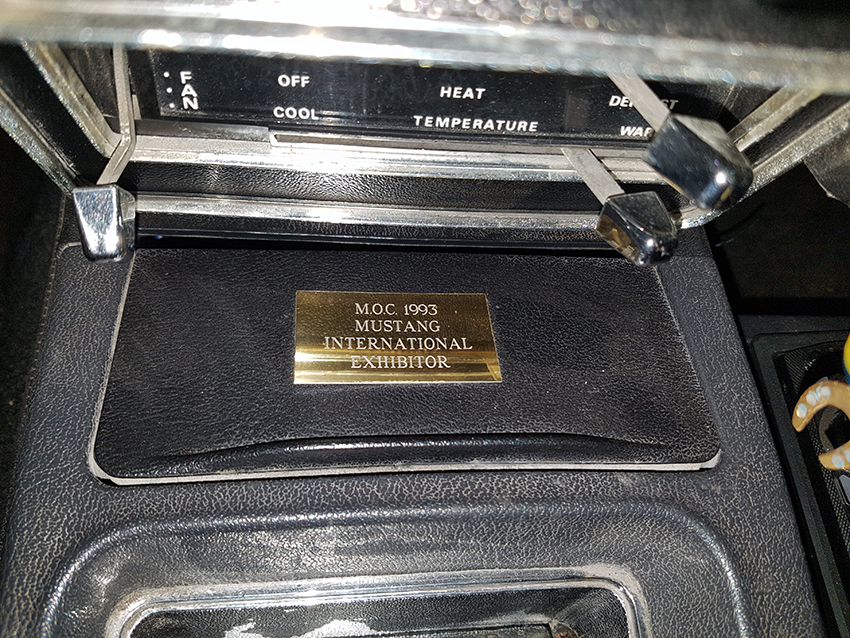 FAN
OFF
HEAT
COOL
TEMPERATURE
M.O.C. 1993
MUSTANG
INTERNATIONAL
EXHIBITOR